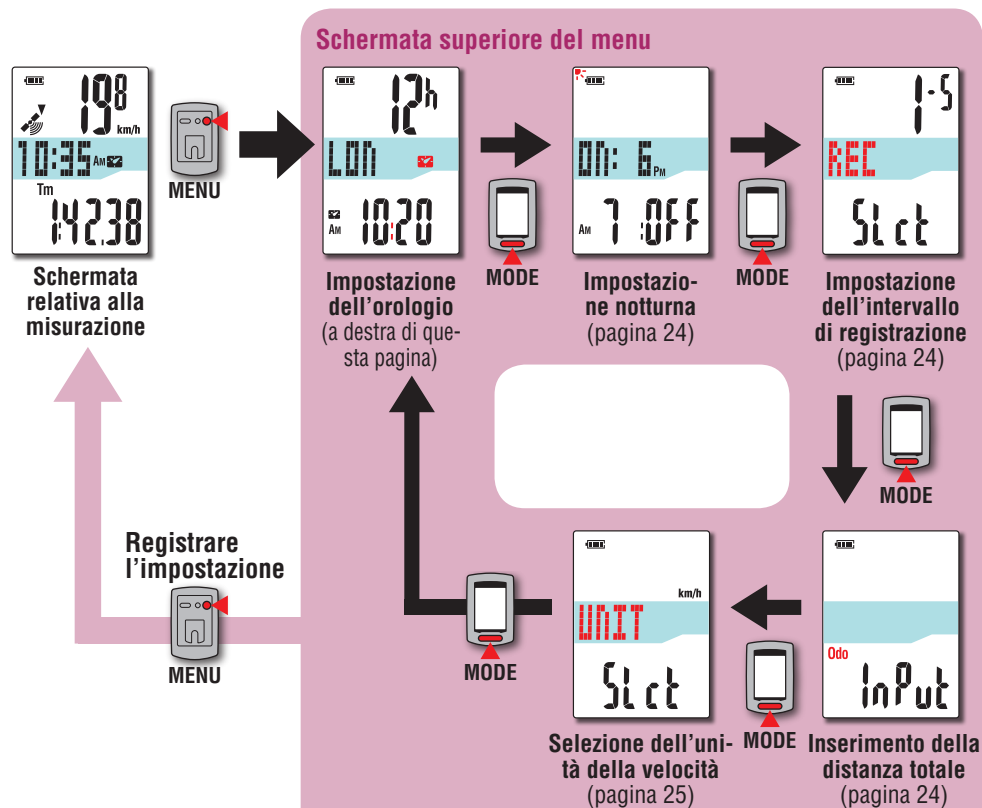 Schermata superiore del menu
19 8
km/h
10:35 AM
Tm
1:42.38
MENU
Schermata
relativa alla
misurazione
12h
LON
AM 10:20
MODE
Impostazione
dell'orologio
(a destra di que-
sta pagina)
ON: 6 PM
AM 7 :OFF
MODE
Impostazio-
ne notturna
(pagina 24)
1-S
REC
SLct
Impostazione
dell'intervallo
di registrazione
(pagina 24)
MODE
Odo
InPut
Inserimento della
distanza totale
(pagina 24)
MODE
km/h
UNIT
SLct
Selezione dell'uni-
tà della velocità
(pagina 25)
MODE
Registrare
l'impostazione
MENU